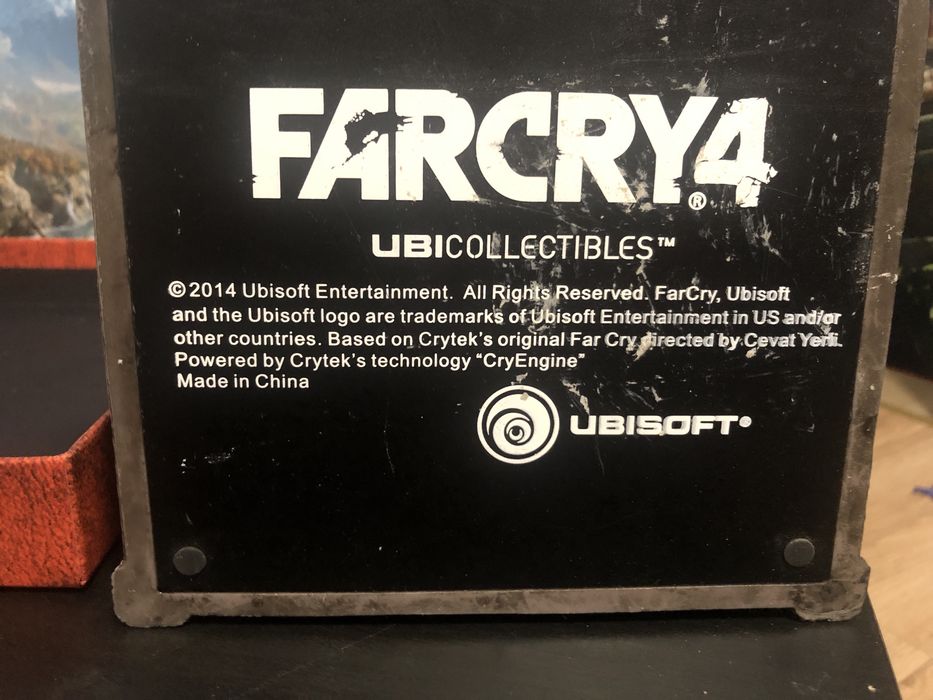 FARCRY4®
UBICOLLECTIBLES™
©2014 Ubisoft Entertainment. All Rights Reserved. FarCry, Ubisoft
and the Ubisoft logo are trademarks of Ubisoft Entertainment in US and/or
other countries. Based on Crytek's original Far Cry directed by Cevat Yerli.
Powered by Crytek's technology “CryEngine”
Made in China
UBISOFT®